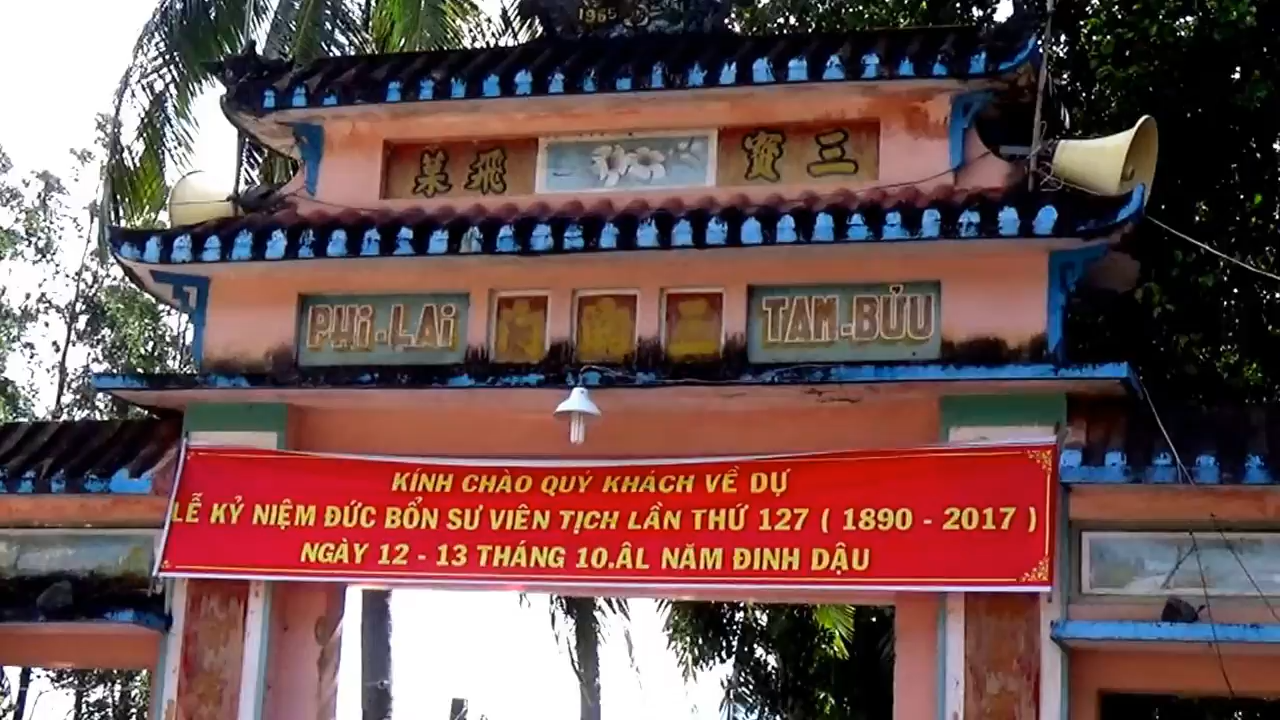 1965
三寶 飛
PHi-LAi TAM-BỬU
KÍNH CHÀO QUÝ KHÁCH VỀ DỰ
LỄ KỶ NIỆM ĐỨC BỔN SƯ VIÊN TỊCH LẦN THỨ 127 ( 1890 - 2017 )
NGÀY 12 - 13 THÁNG 10.ÂL NĂM ĐINH DẬU